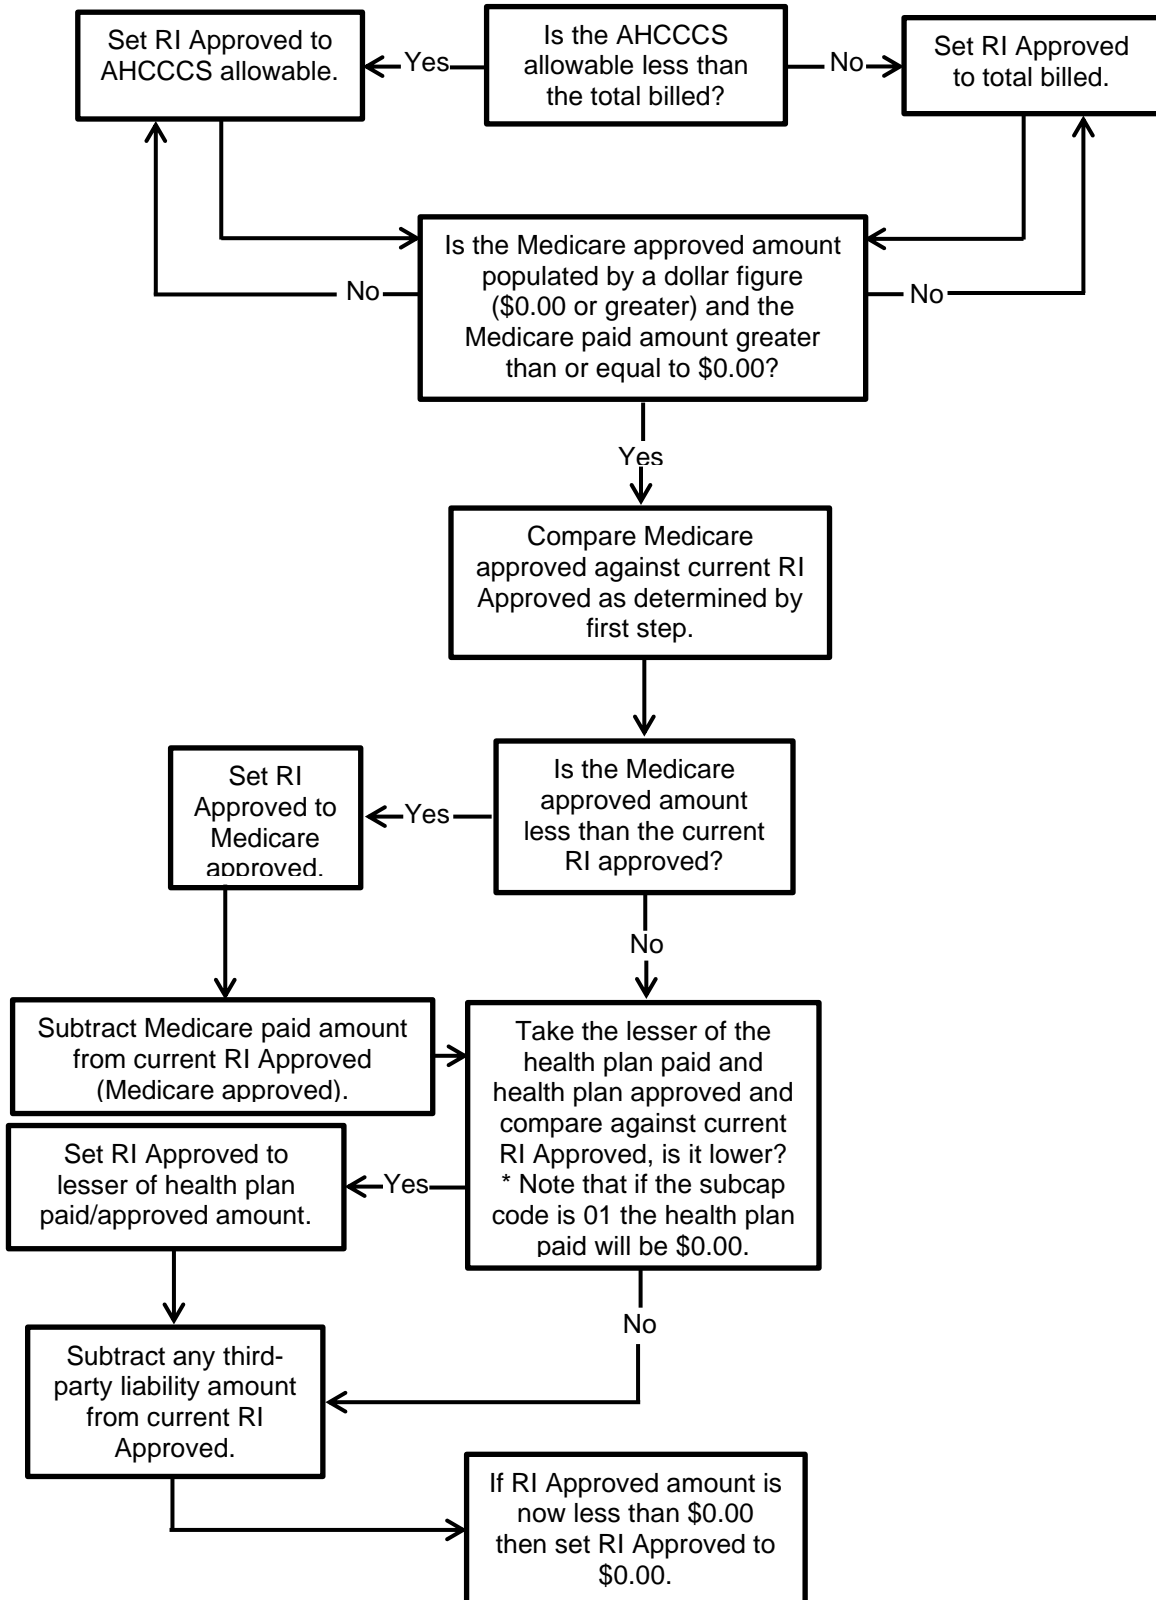 Set RI Approved to
AHCCCS allowable.
Yes
Is the AHCCCS
allowable less than
the total billed?
No
Set RI Approved
to total billed.
Is the Medicare approved amount
populated by a dollar figure
($0.00 or greater) and the
Medicare paid amount greater
than or equal to $0.00?
No
No
Yes
Compare Medicare
approved against current RI
Approved as determined by
first step.
Is the Medicare
approved amount
less than the current
RI approved?
Yes
Set RI
Approved to
Medicare
approved.
No
Subtract Medicare paid amount
from current RI Approved
(Medicare approved).
Take the lesser of the
health plan paid and
health plan approved and
compare against current
RI Approved, is it lower?
* Note that if the subcap
code is 01 the health plan
paid will be $0.00.
Yes
Set RI Approved to
lesser of health plan
paid/approved amount.
No
Subtract any third-
party liability amount
from current RI
Approved.
If RI Approved amount is
now less than $0.00
then set RI Approved to
$0.00.